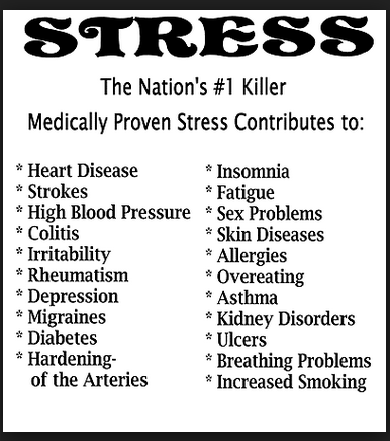 STRESS
The Nation's #1 Killer
Medically Proven Stress Contributes to:
* Heart Disease
* Strokes
* High Blood Pressure
* Colitis
* Irritability
* Rheumatism
* Depression
* Migraines
* Diabetes
* Hardening-
of the Arteries
* Insomnia
* Fatigue
* Sex Problems
* Skin Diseases
* Allergies
* Overeating
* Asthma
* Kidney Disorders
* Ulcers
* Breathing Problems
* Increased Smoking